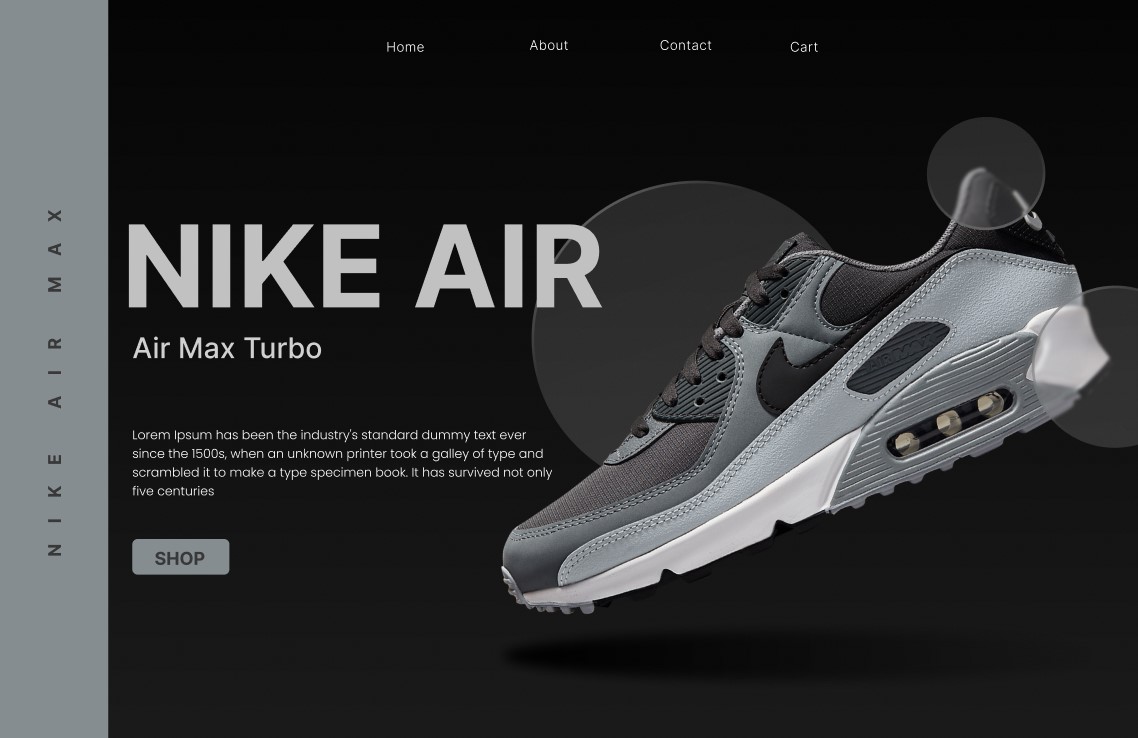 Home
About
Contact
Cart
NIKE AIR MAX
NIKE AIR
Air Max Turbo
Lorem Ipsum has been the industry's standard dummy text ever
since the 1500s, when an unknown printer took a galley of type and
scrambled it to make a type specimen book. It has survived not only
five centuries
SHOP